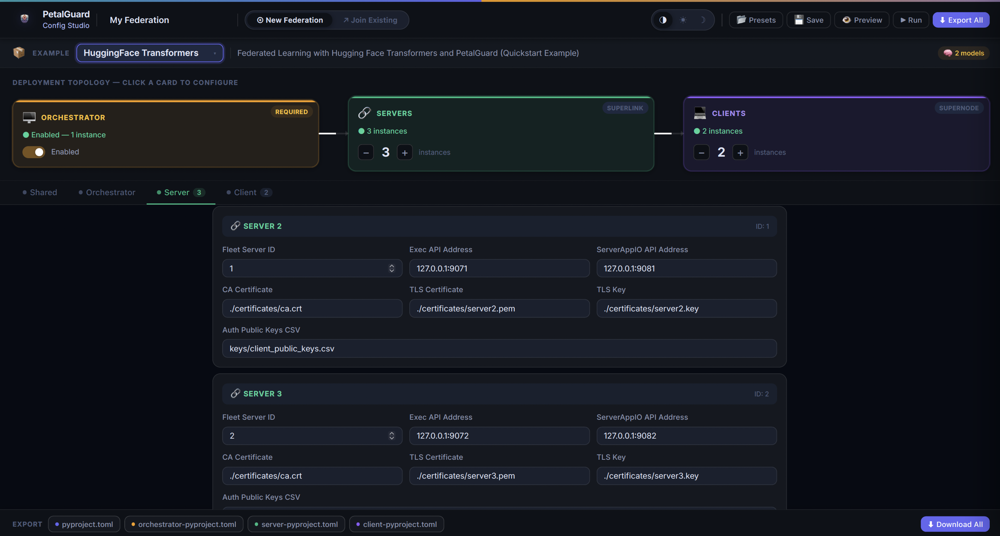 PetalGuard
Config Studio
My Federation
New Federation
Join Existing
Presets
Save
Preview
Run
Export All
EXAMPLE
HuggingFace Transformers
Federated Learning with Hugging Face Transformers and PetalGuard (Quickstart Example)
2 models
DEPLOYMENT TOPOLOGY — CLICK A CARD TO CONFIGURE
ORCHESTRATOR
REQUIRED
Enabled — 1 instance
Enabled
SERVERS
SUPERLINK
3 instances
− 3 + instances
CLIENTS
SUPERNODE
2 instances
− 2 + instances
Shared
Orchestrator
Server 3
Client 2
SERVER 2
ID: 1
Fleet Server ID
Exec API Address
ServerAppIO API Address
1
127.0.0.1:9071
127.0.0.1:9081
CA Certificate
TLS Certificate
TLS Key
./certificates/ca.crt
./certificates/server2.pem
./certificates/server2.key
Auth Public Keys CSV
keys/client_public_keys.csv
SERVER 3
ID: 2
Fleet Server ID
Exec API Address
ServerAppIO API Address
2
127.0.0.1:9072
127.0.0.1:9082
CA Certificate
TLS Certificate
TLS Key
./certificates/ca.crt
./certificates/server3.pem
./certificates/server3.key
Auth Public Keys CSV
EXPORT
pyproject.toml
orchestrator-pyproject.toml
server-pyproject.toml
client-pyproject.toml
Download All